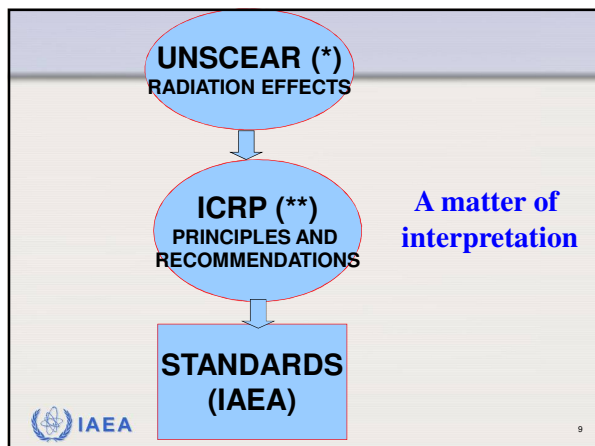 UNSCEAR (*)
RADIATION EFFECTS
ICRP (**)
PRINCIPLES AND
RECOMMENDATIONS
A matter of
interpretation
STANDARDS
(IAEA)
IAEA
9